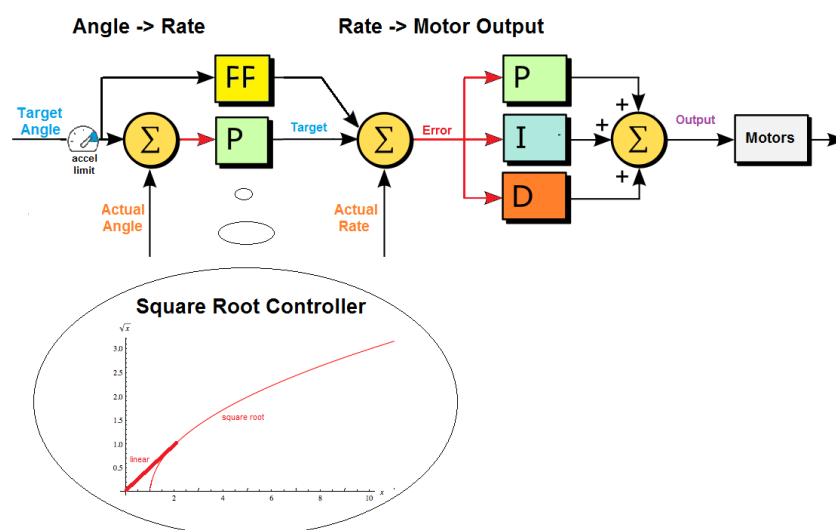 Angle -> Rate
Rate -> Motor Output
FF
P
Target
Angle
accel
limit
Σ
P
Target
Σ
Error
I
+
+
Σ
Output
Motors
D
+
Actual
Angle
Actual
Rate
Square Root Controller
√x
3.0
2.5
2.0
1.5
1.0
0.5
square root
linear
2
4
6
8
10
x